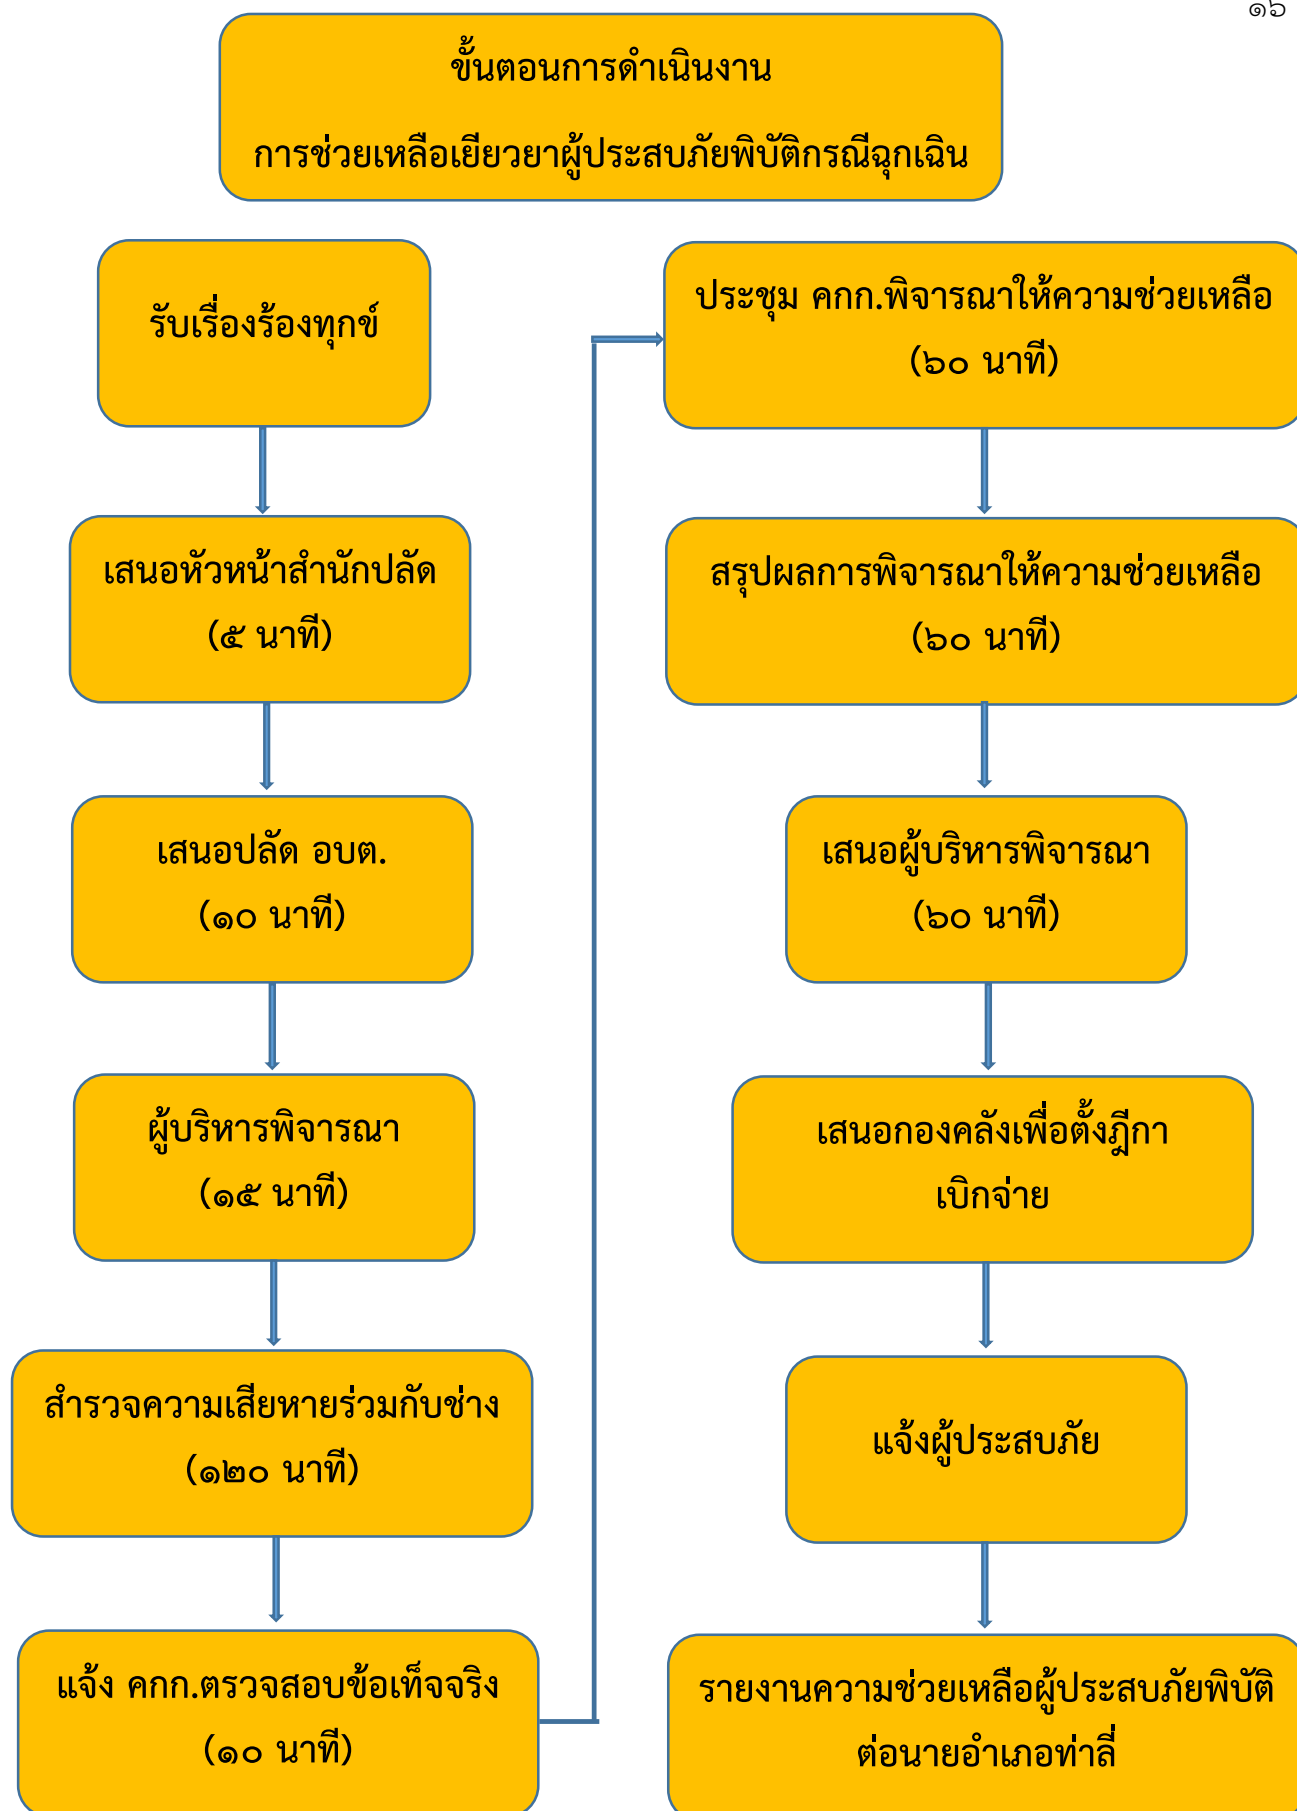 ๑๖
ขั้นตอนการดำเนินงาน
การช่วยเหลือเยียวยาผู้ประสบภัยพิบัติกรณีฉุกเฉิน
รับเรื่องร้องทุกข์
เสนอหัวหน้าสำนักปลัด
(๕ นาที)
เสนอปลัด อบต.
(๑๐ นาที)
ผู้บริหารพิจารณา
(๑๕ นาที)
สำรวจความเสียหายร่วมกับช่าง
(๑๒๐ นาที)
แจ้ง คกก.ตรวจสอบข้อเท็จจริง
(๑๐ นาที)
ประชุม คกก.พิจารณาให้ความช่วยเหลือ
(๖๐ นาที)
สรุปผลการพิจารณาให้ความช่วยเหลือ
(๖๐ นาที)
เสนอผู้บริหารพิจารณา
(๖๐ นาที)
เสนอกองคลังเพื่อตั้งฎีกา
เบิกจ่าย
แจ้งผู้ประสบภัย
รายงานความช่วยเหลือผู้ประสบภัยพิบัติ
ต่อนายอำเภอท่าลี่